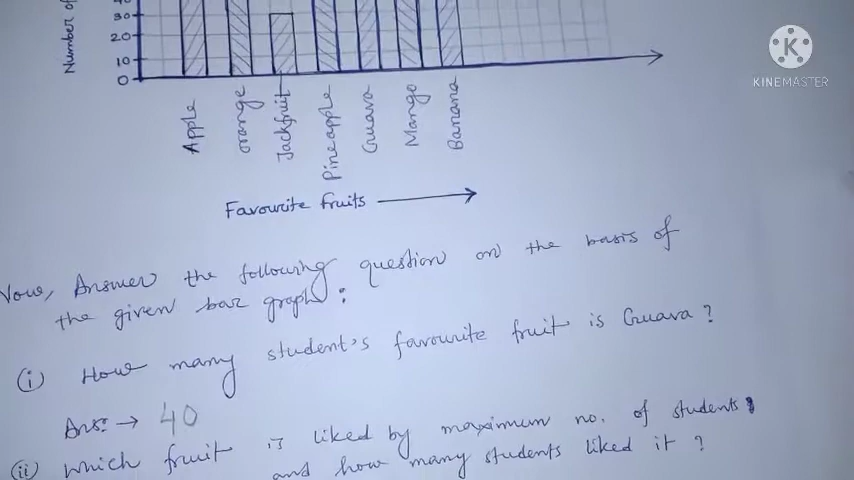 Number of
30
20
10
0
Apple
orange
Jackfruit
Pineapple
Guava
Mango
Banana
Favourite fruits
Now, Answer the following question on the basis of
the given bar graph:
(i) How many student's favourite fruit is Guava?
Ans: → 40
(ii) which fruit is liked by maximum no. of students
and how many students liked it ?
K
KINEMASTER